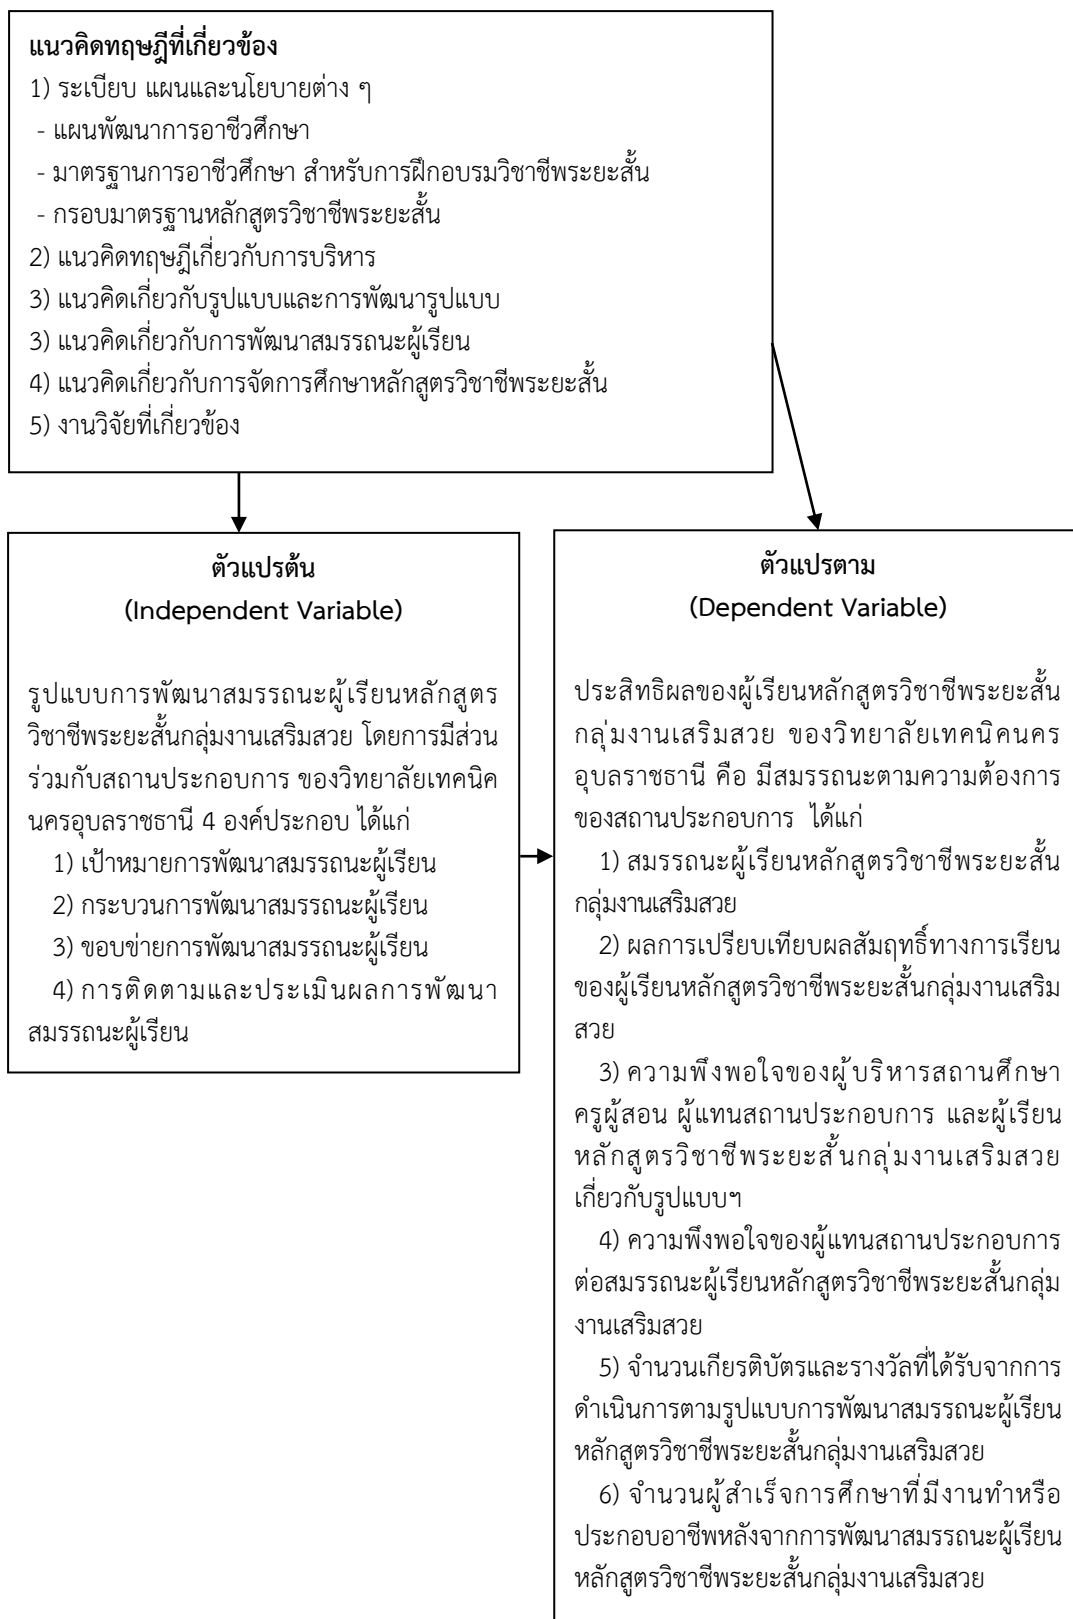 แนวคิดทฤษฎีที่เกี่ยวข้อง
1) ระเบียบ แผนและนโยบายต่าง ๆ
- แผนพัฒนาการอาชีวศึกษา
- มาตรฐานการอาชีวศึกษา สำหรับการฝึกอบรมวิชาชีพระยะสั้น
- กรอบมาตรฐานหลักสูตรวิชาชีพระยะสั้น
2) แนวคิดทฤษฎีเกี่ยวกับการบริหาร
3) แนวคิดเกี่ยวกับรูปแบบและการพัฒนารูปแบบ
3) แนวคิดเกี่ยวกับการพัฒนาสมรรถนะผู้เรียน
4) แนวคิดเกี่ยวกับการจัดการศึกษาหลักสูตรวิชาชีพระยะสั้น
5) งานวิจัยที่เกี่ยวข้อง
ตัวแปรต้น
(Independent Variable)
รูปแบบการพัฒนาสมรรถนะผู้เรียนหลักสูตร
วิชาชีพระยะสั้นกลุ่มงานเสริมสวย โดยการมีส่วน
ร่วมกับสถานประกอบการ ของวิทยาลัยเทคนิค
นครอุบลราชธานี 4 องค์ประกอบ ได้แก่
1) เป้าหมายการพัฒนาสมรรถนะผู้เรียน
2) กระบวนการพัฒนาสมรรถนะผู้เรียน
3) ขอบข่ายการพัฒนาสมรรถนะผู้เรียน
4) การติดตามและประเมินผลการพัฒนา
สมรรถนะผู้เรียน
ตัวแปรตาม
(Dependent Variable)
ประสิทธิผลของผู้เรียนหลักสูตรวิชาชีพระยะสั้น
กลุ่มงานเสริมสวย ของวิทยาลัยเทคนิคนคร
อุบลราชธานี คือ มีสมรรถนะตามความต้องการ
ของสถานประกอบการ ได้แก่
1) สมรรถนะผู้เรียนหลักสูตรวิชาชีพระยะสั้น
กลุ่มงานเสริมสวย
2) ผลการเปรียบเทียบผลสัมฤทธิ์ทางการเรียน
ของผู้เรียนหลักสูตรวิชาชีพระยะสั้นกลุ่มงานเสริม
สวย
3) ความพึงพอใจของผู้บริหารสถานศึกษา
ครูผู้สอน ผู้แทนสถานประกอบการ และผู้เรียน
หลักสูตรวิชาชีพระยะสั้นกลุ่มงานเสริมสวย
เกี่ยวกับรูปแบบฯ
4) ความพึงพอใจของผู้แทนสถานประกอบการ
ต่อสมรรถนะผู้เรียนหลักสูตรวิชาชีพระยะสั้นกลุ่ม
งานเสริมสวย
5) จำนวนเกียรติบัตรและรางวัลที่ได้รับจากการ
ดำเนินการตามรูปแบบการพัฒนาสมรรถนะผู้เรียน
หลักสูตรวิชาชีพระยะสั้นกลุ่มงานเสริมสวย
6) จำนวนผู้สำเร็จการศึกษาที่มีงานทำหรือ
ประกอบอาชีพหลังจากการพัฒนาสมรรถนะผู้เรียน
หลักสูตรวิชาชีพระยะสั้นกลุ่มงานเสริมสวย